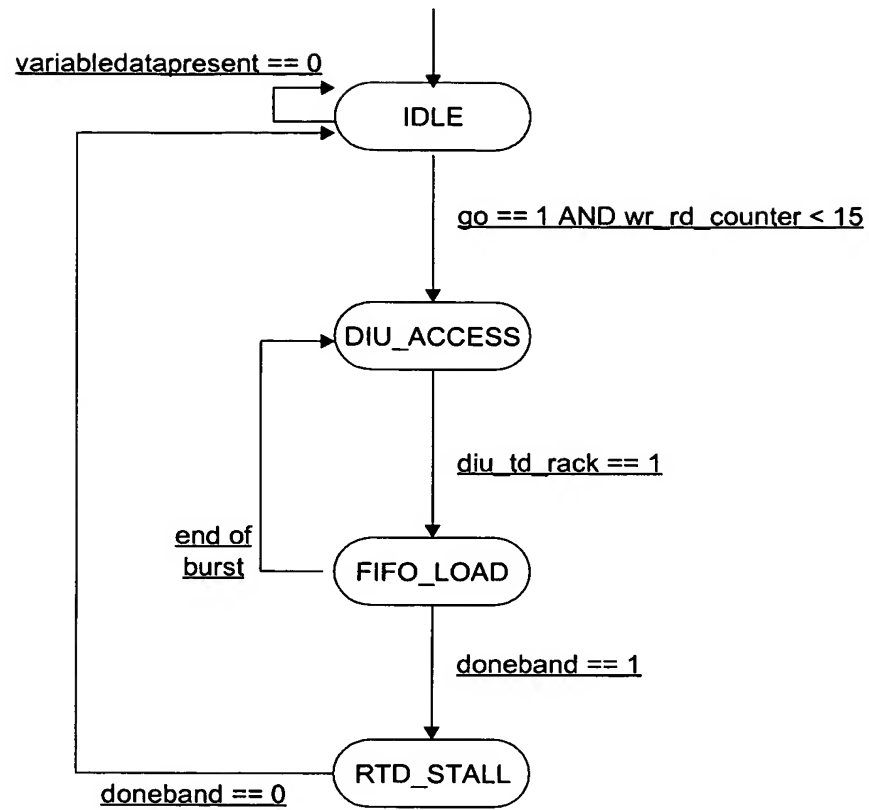 variabledatapresent == 0
IDLE
go == 1 AND wr_rd_counter < 15
DIU_ACCESS
diu_td_rack == 1
end of
burst
FIFO_LOAD
doneband == 1
RTD_STALL
doneband == 0